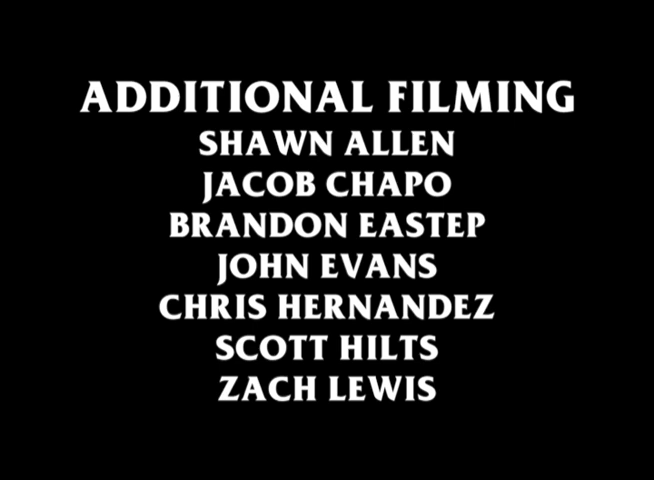 ADDITIONAL FILMING
SHAWN ALLEN
JACOB CHAPO
BRANDON EASTEP
JOHN EVANS
CHRIS HERNANDEZ
SCOTT HILTS
ZACH LEWIS